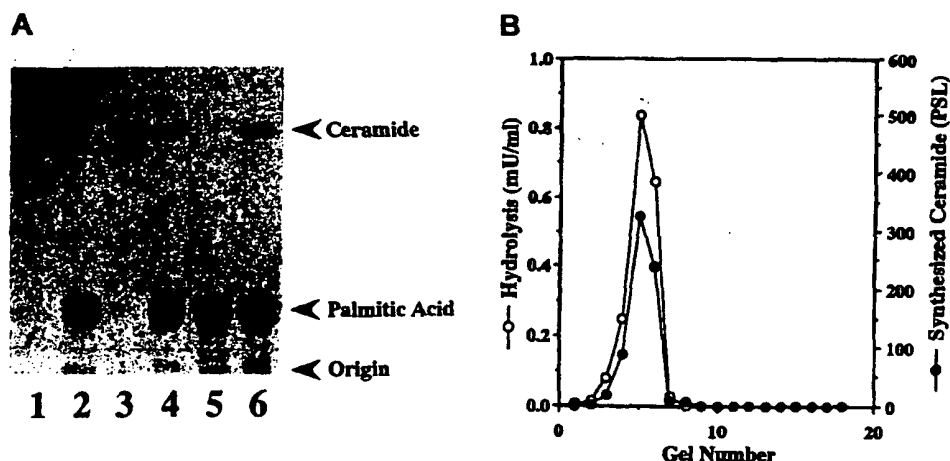 A
Ceramide
Palmitic Acid
Origin
1 2 3 4 5 6
B
Hydrolysis (mU/ml)
1.0
0.8
0.6
0.4
0.2
0.0
0 10 20
Gel Number
600
500
400
300
200
100
0
Synthesized Ceramide (PSL)